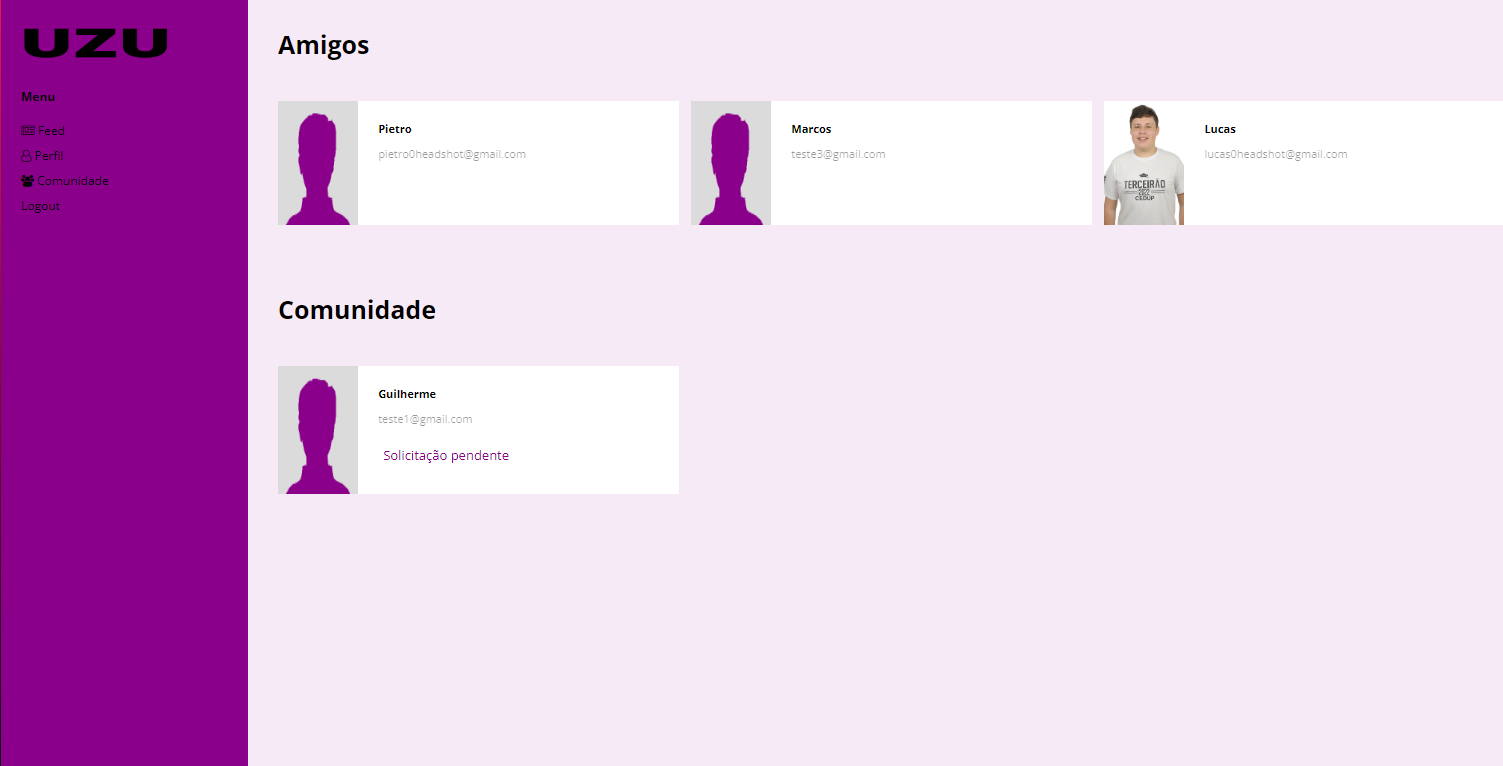 UZU
Menu
Feed
Perfil
Comunidade
Logout
Amigos
Pietro
pietro0headshot@gmail.com
Marcos
teste3@gmail.com
Lucas
lucas0headshot@gmail.com
TERCEIRÃO
CEDUP
Comunidade
Guilherme
teste1@gmail.com
Solicitação pendente